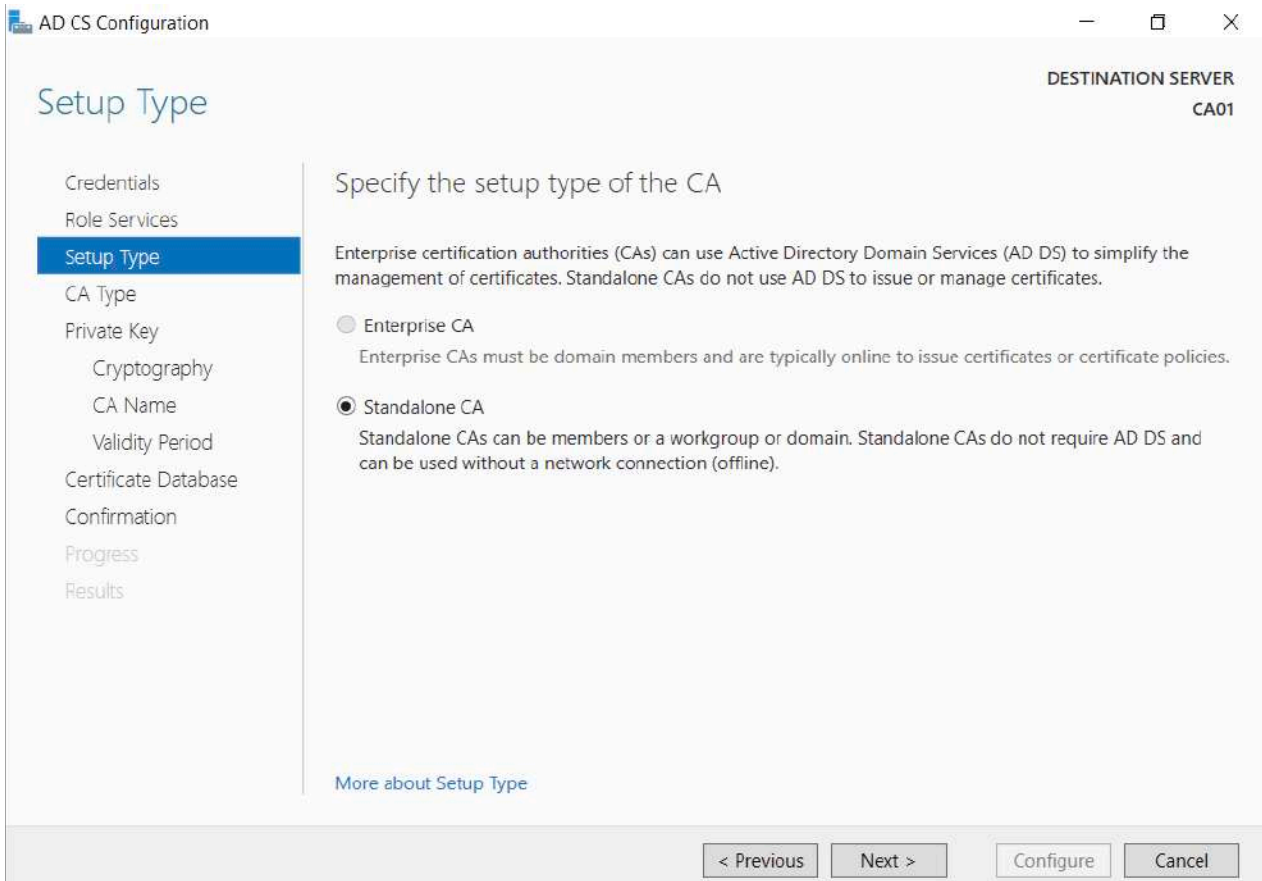 AD CS Configuration
DESTINATION SERVER
CA01
Setup Type
Credentials
Role Services
Setup Type
CA Type
Private Key
Cryptography
CA Name
Validity Period
Certificate Database
Confirmation
Progress
Results
Specify the setup type of the CA
Enterprise certification authorities (CAs) can use Active Directory Domain Services (AD DS) to simplify the
management of certificates. Standalone CAs do not use AD DS to issue or manage certificates.
Enterprise CA
Enterprise CAs must be domain members and are typically online to issue certificates or certificate policies.
Standalone CA
Standalone CAs can be members or a workgroup or domain. Standalone CAs do not require AD DS and
can be used without a network connection (offline).
More about Setup Type
< Previous
Next >
Configure
Cancel